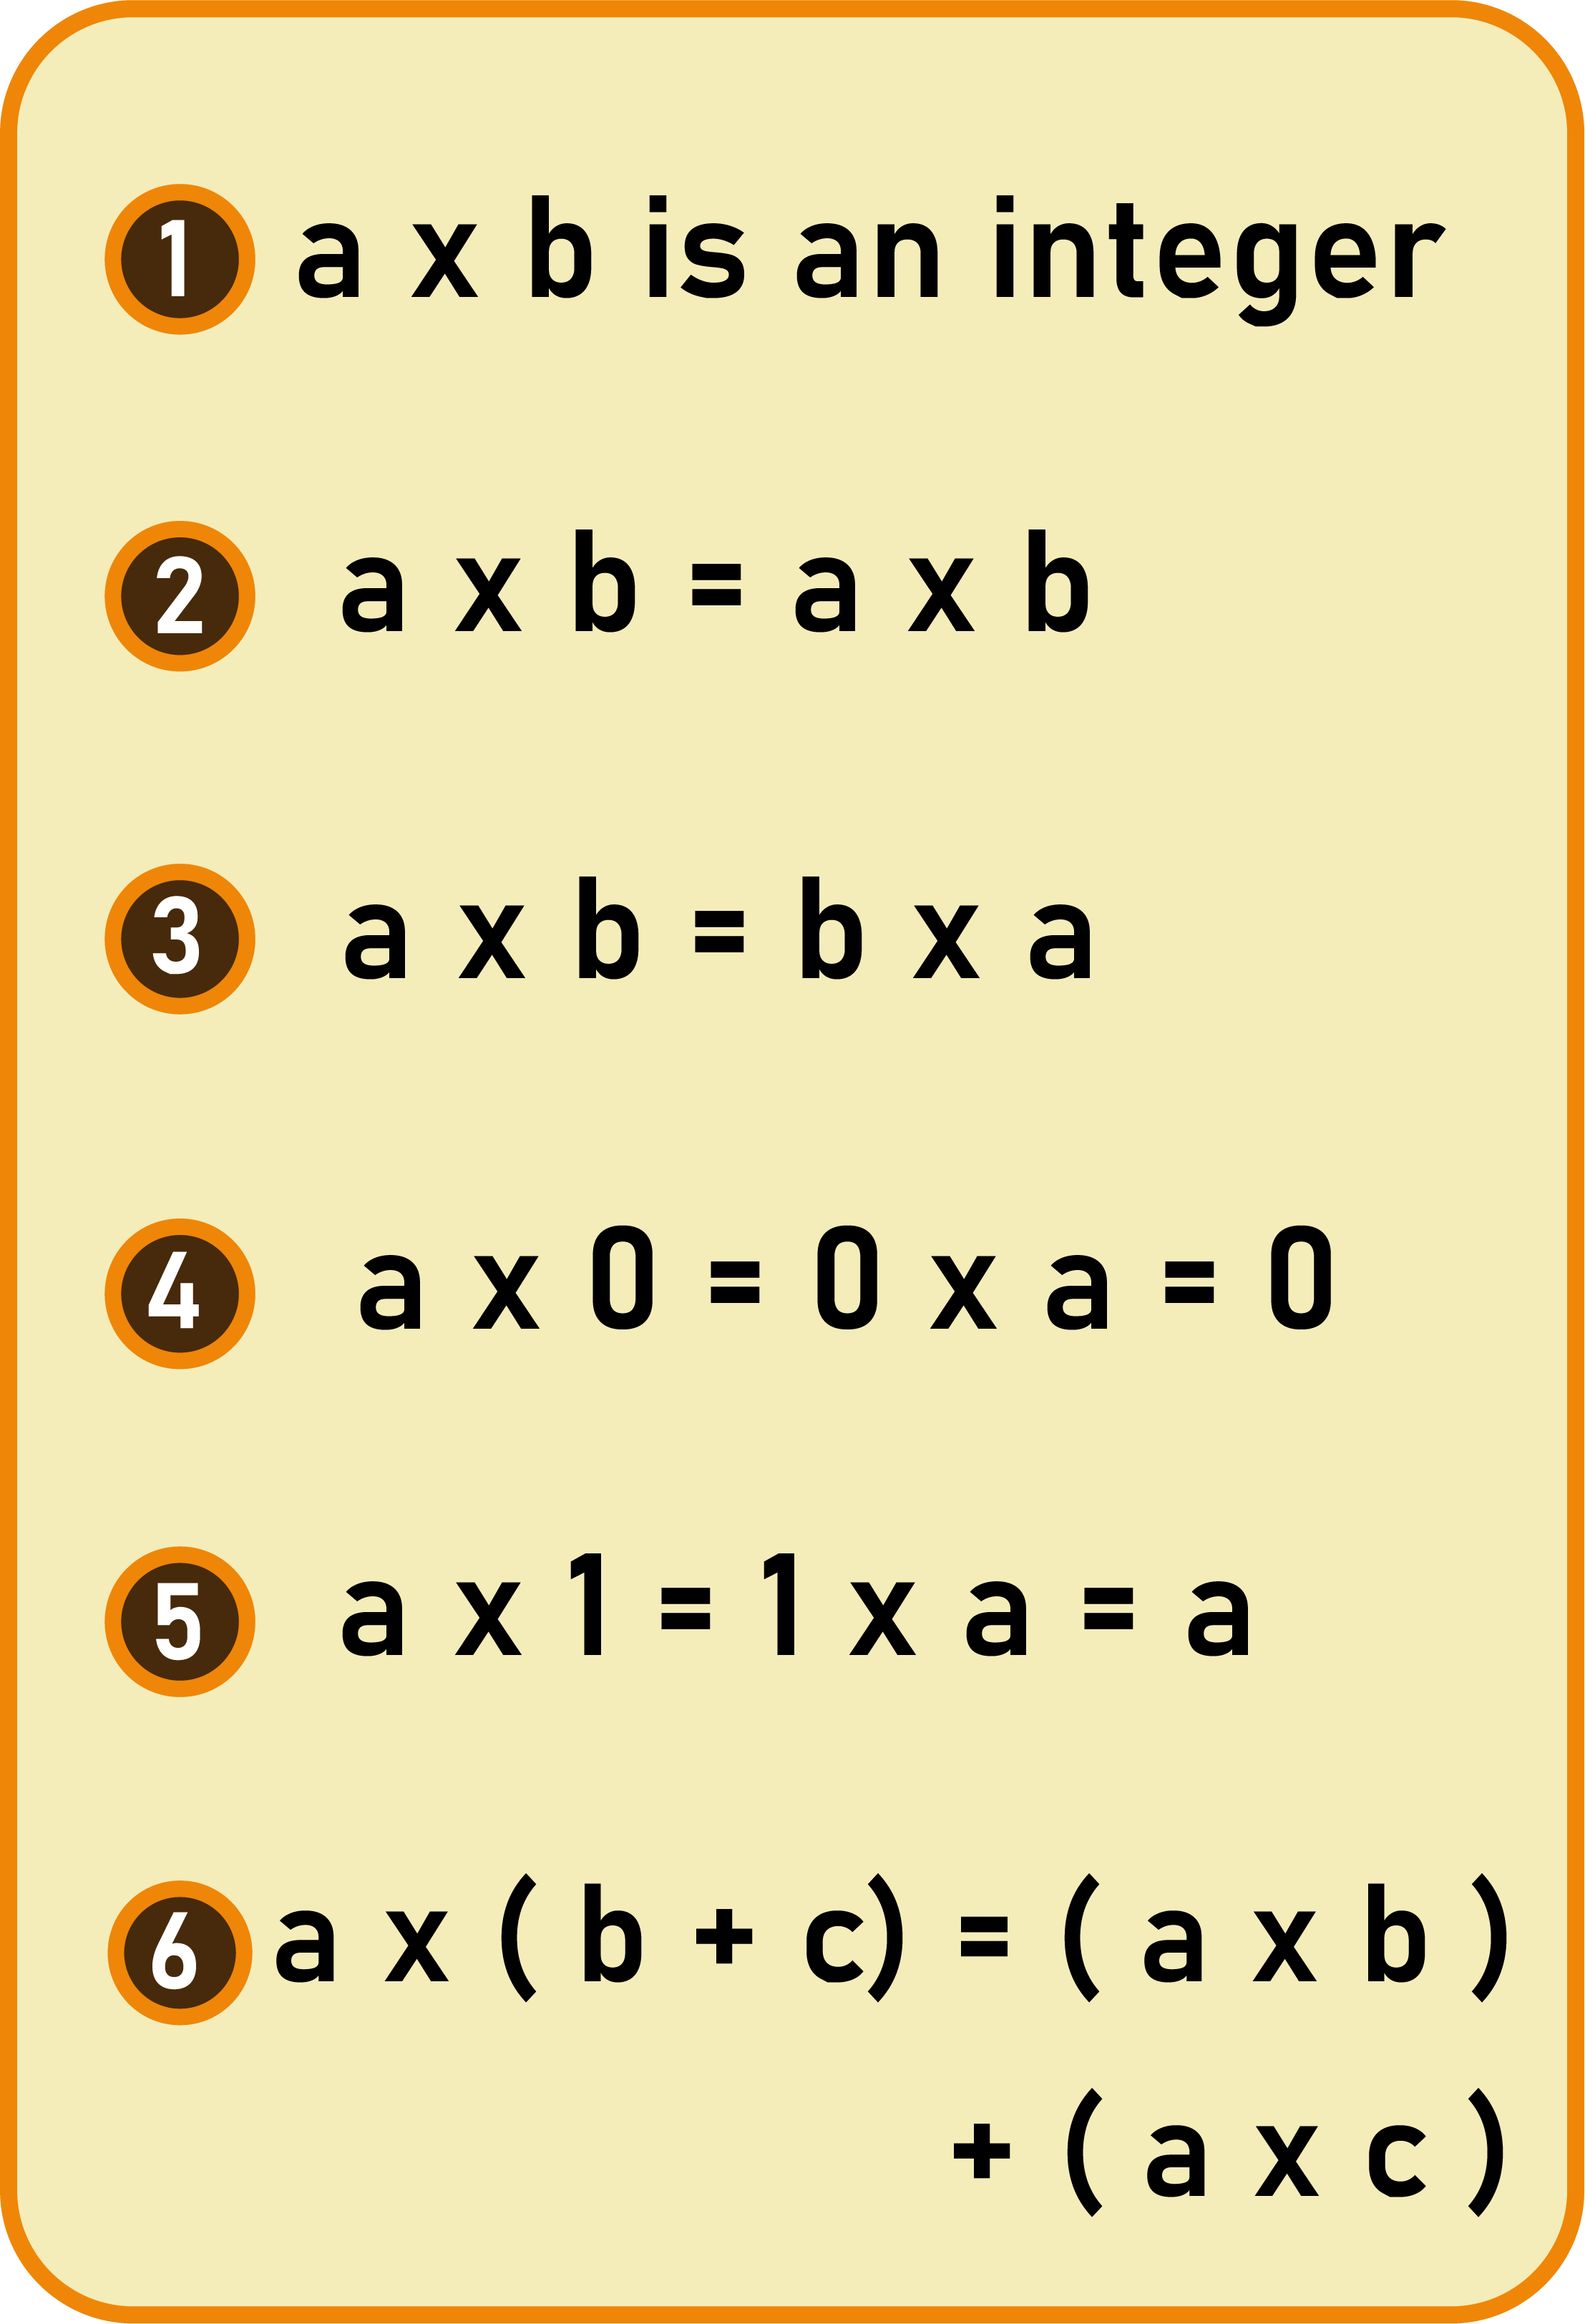 1 a x b is an integer
2 a x b = a x b
3 a x b = b x a
4 a x 0 = 0 x a = 0
5 a x 1 = 1 x a = a
6 a x ( b + c) = ( a x b )
+ ( a x c )